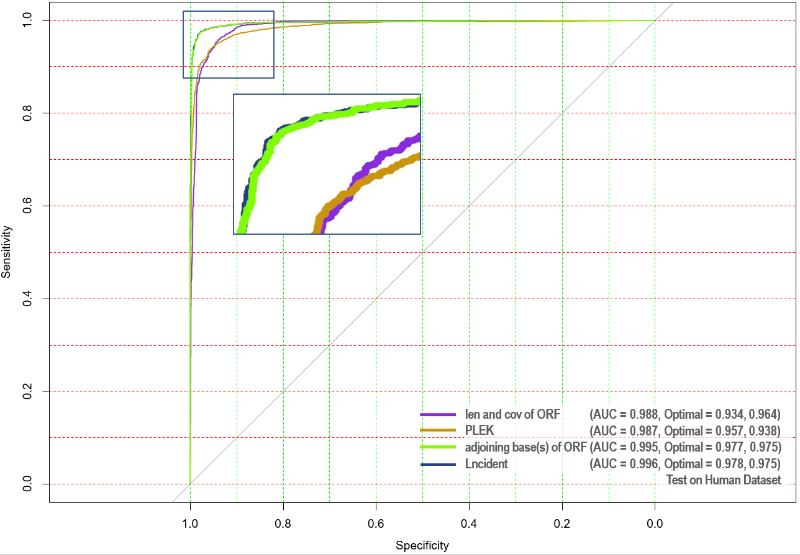 1.0
0.8
0.6
0.4
0.2
0.0
Sensitivity
len and cov of ORF (AUC = 0.988, Optimal = 0.934, 0.964)
PLEK (AUC = 0.987, Optimal = 0.957, 0.938)
adjoining base(s) of ORF (AUC = 0.995, Optimal = 0.977, 0.975)
Lncident (AUC = 0.996, Optimal = 0.978, 0.975)
Test on Human Dataset
1.0 0.8 0.6 0.4 0.2 0.0
Specificity